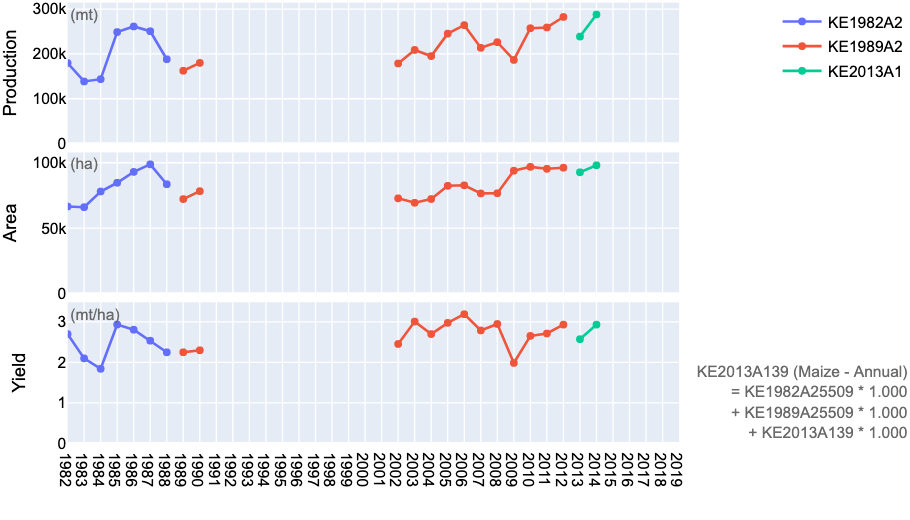 300k
(mt)
200k
100k
0
Production
KE1982A2
KE1989A2
KE2013A1
100k
(ha)
50k
0
Area
(mt/ha)
3
2
1
0
Yield
KE2013A139 (Maize - Annual)
= KE1982A25509 * 1.000
+ KE1989A25509 * 1.000
+ KE2013A139 * 1.000
1982
1983
1984
1985
1986
1987
1988
1989
1990
1991
1992
1993
1994
1995
1996
1997
1998
1999
2000
2001
2002
2003
2004
2005
2006
2007
2008
2009
2010
2011
2012
2013
2014
2015
2016
2017
2018
2019